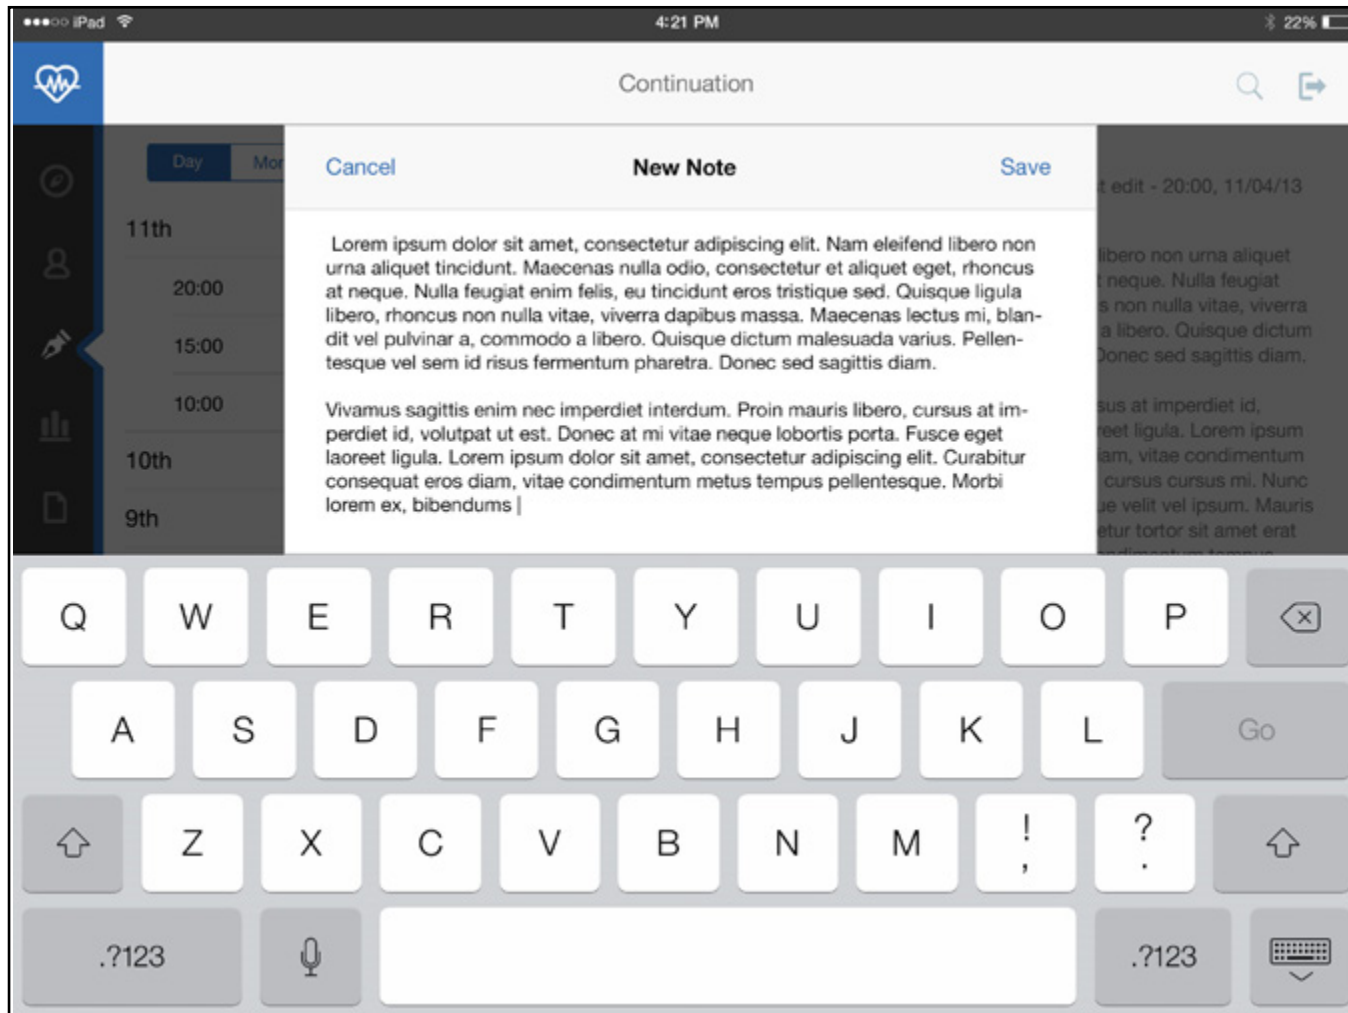 iPad 4:21 PM 22%
Continuation
Day Mor
Cancel New Note Save
t edit - 20:00, 11/04/13
11th
20:00
15:00
10:00
10th
9th
Lorem ipsum dolor sit amet, consectetur adipiscing elit. Nam eleifend libero non
urna aliquet tincidunt. Maecenas nulla odio, consectetur et aliquet eget, rhoncus
at neque. Nulla feugiat enim felis, eu tincidunt eros tristique sed. Quisque ligula
libero, rhoncus non nulla vitae, viverra dapibus massa. Maecenas lectus mi, blan-
dit vel pulvinar a, commodo a libero. Quisque dictum malesuada varius. Pellen-
tesque vel sem id risus fermentum pharetra. Donec sed sagittis diam.
Vivamus sagittis enim nec imperdiet interdum. Proin mauris libero, cursus at im-
perdiet id, volutpat ut est. Donec at mi vitae neque lobortis porta. Fusce eget
laoreet ligula. Lorem ipsum dolor sit amet, consectetur adipiscing elit. Curabitur
consequat eros diam, vitae condimentum metus tempus pellentesque. Morbi
lorem ex, bibendums
libero non urna aliquet
t neque. Nulla feugiat
s non nulla vitae, viverra
a libero. Quisque dictum
Donec sed sagittis diam.
sus at imperdiet id,
reet ligula. Lorem ipsum
iam, vitae condimentum
cursus cursus mi. Nunc
ue velit vel ipsum. Mauris
etur tortor sit amet erat
Q W E R T Y U I O P
A S D F G H J K L Go
Z X C V B N M ! , ? .
.?123 .?123